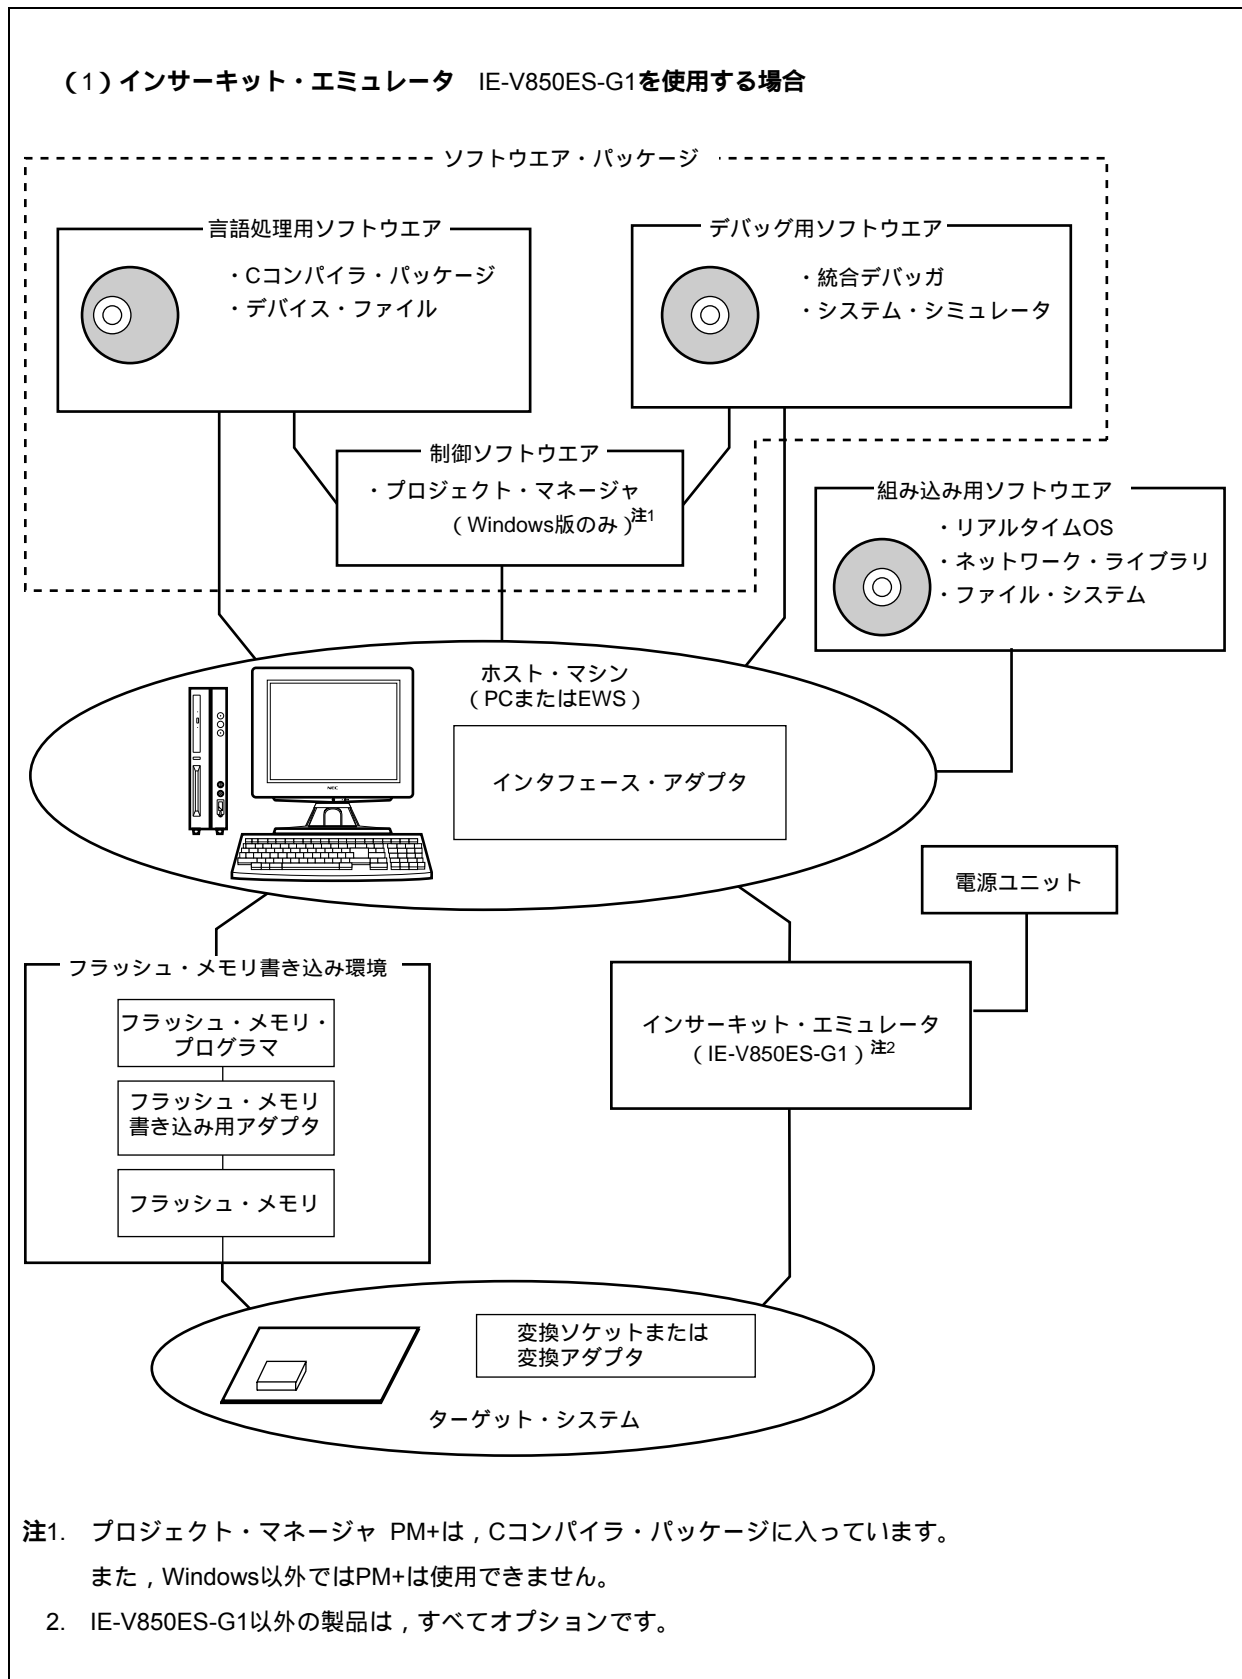 （1）インサーキット・エミュレータ　IE-V850ES-G1を使用する場合
ソフトウエア・パッケージ
言語処理用ソフトウエア
・Cコンパイラ・パッケージ
・デバイス・ファイル
デバッグ用ソフトウエア
・統合デバッガ
・システム・シミュレータ
制御ソフトウエア
・プロジェクト・マネージャ
（Windows版のみ）注1
組み込み用ソフトウエア
・リアルタイムOS
・ネットワーク・ライブラリ
・ファイル・システム
ホスト・マシン
（PCまたはEWS）
インタフェース・アダプタ
NEC
電源ユニット
フラッシュ・メモリ書き込み環境
フラッシュ・メモリ・
プログラマ
フラッシュ・メモリ
書き込み用アダプタ
フラッシュ・メモリ
インサーキット・エミュレータ
（IE-V850ES-G1）注2
変換ソケットまたは
変換アダプタ
ターゲット・システム
注1.　プロジェクト・マネージャ PM+は，Cコンパイラ・パッケージに入っています。
また，Windows以外ではPM+は使用できません。
2.　IE-V850ES-G1以外の製品は，すべてオプションです。